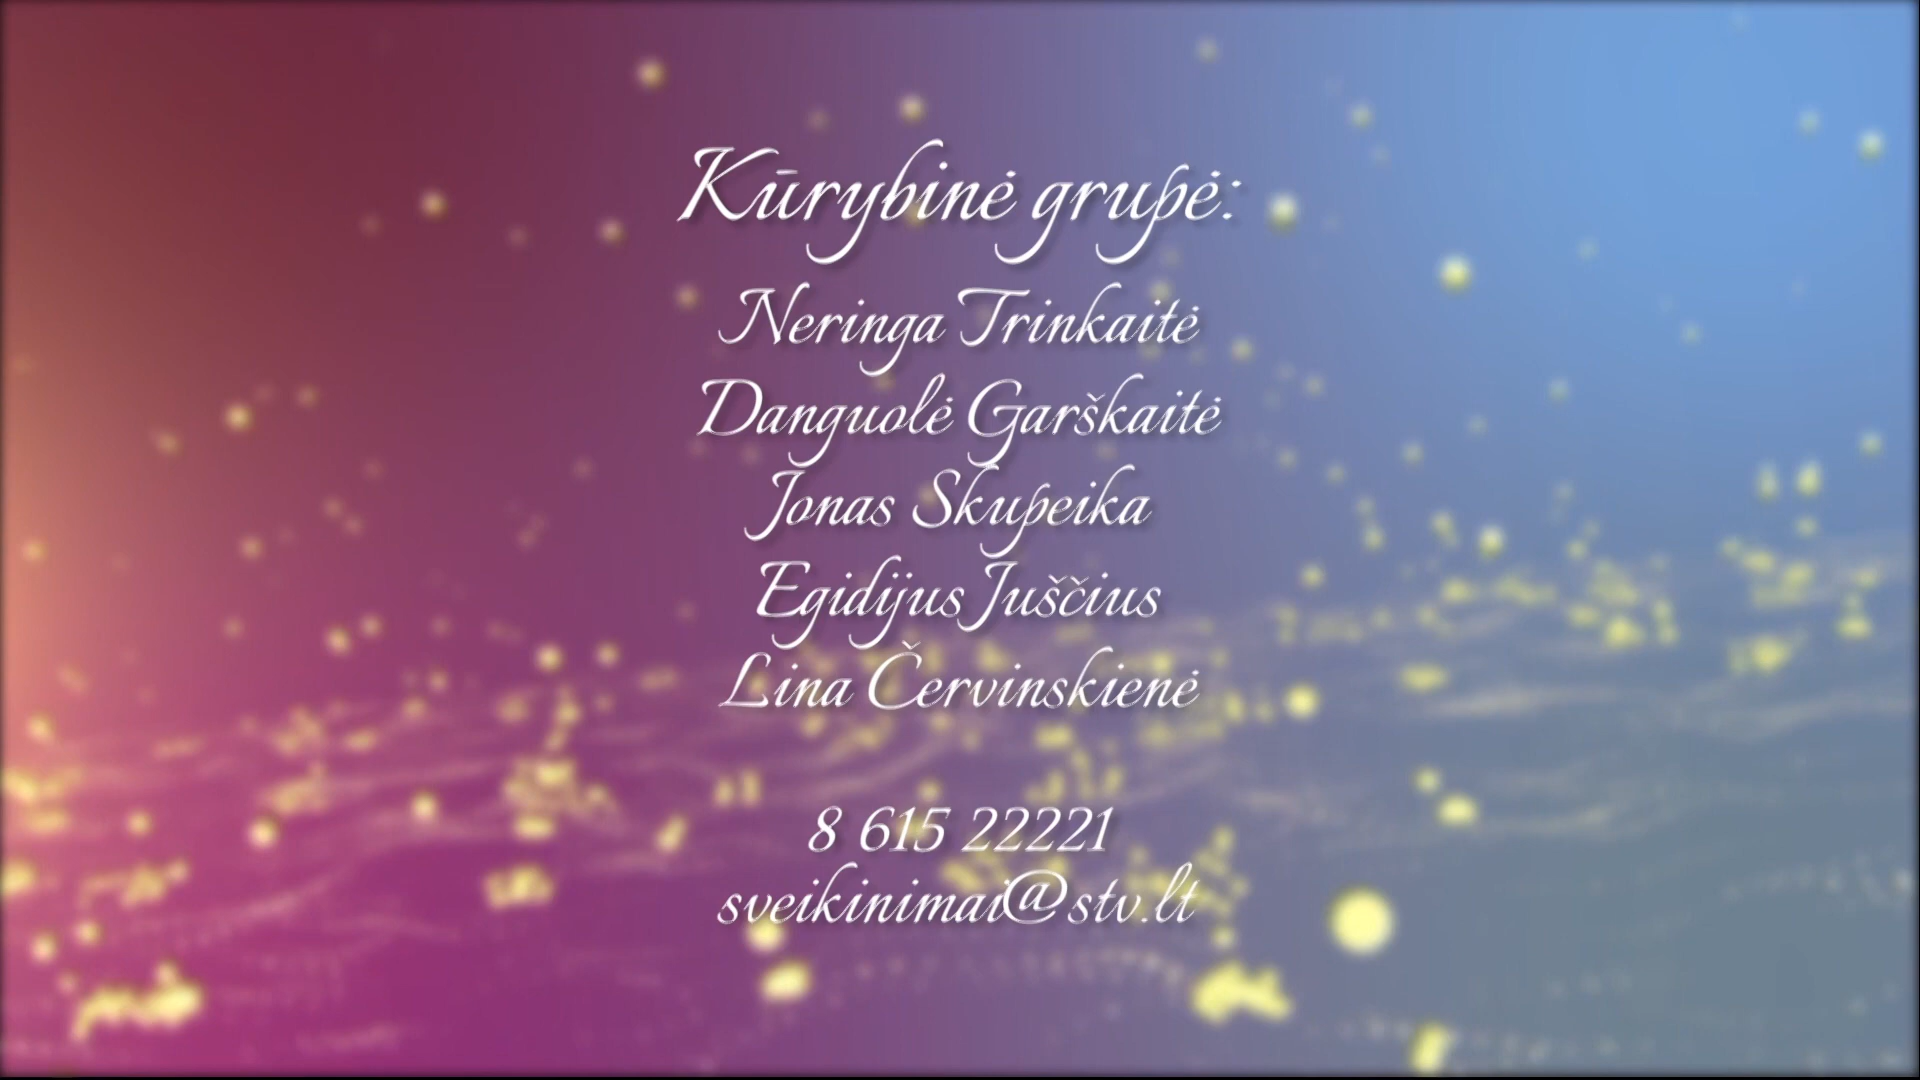 Kūrybinė grupė:
Neringa Trinkaitė
Danguolė Garškaitė
Jonas Skupeika
Egidijus Juščius
Lina Červinskienė
8 615 22221
sveikinimai@stv.lt